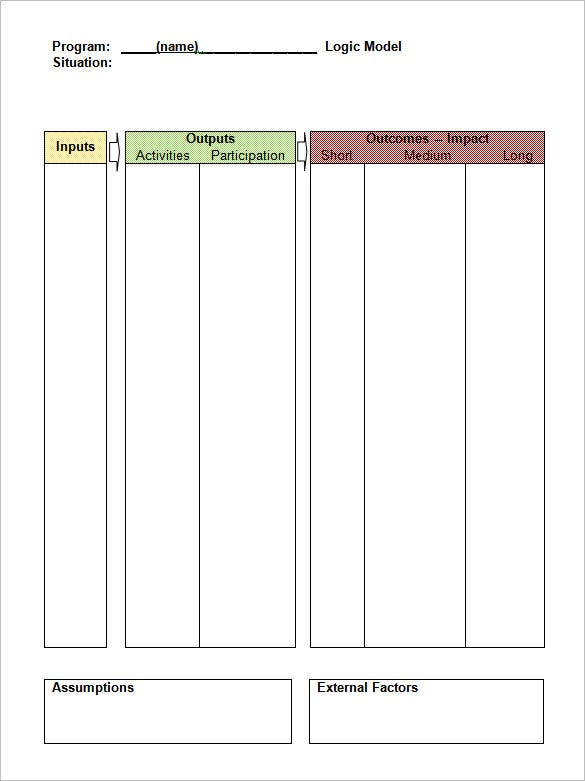 Program: _____(name)_________________ Logic Model
Situation:
Inputs
Outputs
Activities Participation
Outcomes – Impact
Short Medium Long
Assumptions
External Factors